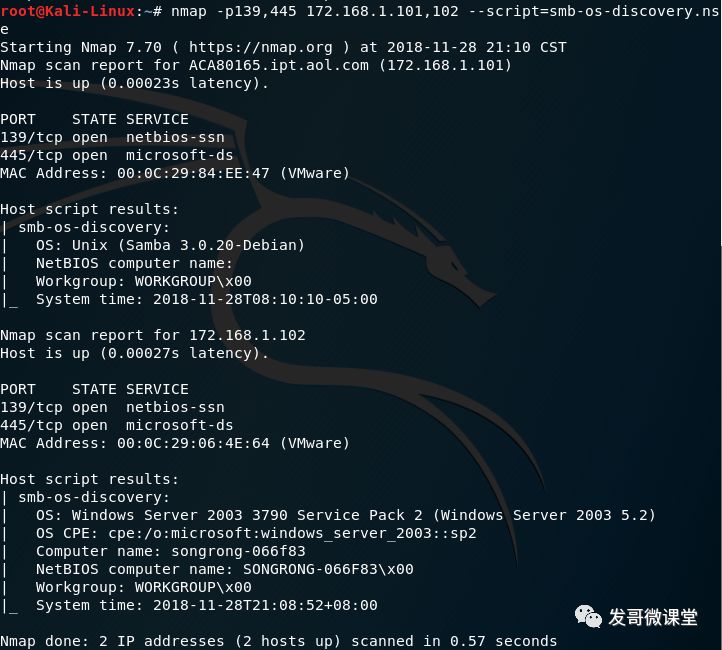 root@Kali-Linux:~# nmap -p139,445 172.168.1.101,102 --script=smb-os-discovery.ns
e
Starting Nmap 7.70 ( https://nmap.org ) at 2018-11-28 21:10 CST
Nmap scan report for ACA80165.ipt.aol.com (172.168.1.101)
Host is up (0.00023s latency).

PORT    STATE SERVICE
139/tcp open  netbios-ssn
445/tcp open  microsoft-ds
MAC Address: 00:0C:29:84:EE:47 (VMware)

Host script results:
| smb-os-discovery:
|   OS: Unix (Samba 3.0.20-Debian)
|   NetBIOS computer name:
|   Workgroup: WORKGROUP\x00
|_  System time: 2018-11-28T08:10:10-05:00

Nmap scan report for 172.168.1.102
Host is up (0.00027s latency).

PORT    STATE SERVICE
139/tcp open  netbios-ssn
445/tcp open  microsoft-ds
MAC Address: 00:0C:29:06:4E:64 (VMware)

Host script results:
| smb-os-discovery:
|   OS: Windows Server 2003 3790 Service Pack 2 (Windows Server 2003 5.2)
|   OS CPE: cpe:/o:microsoft:windows_server_2003::sp2
|   Computer name: songrong-066f83
|   NetBIOS computer name: SONGRONG-066F83\x00
|   Workgroup: WORKGROUP\x00
|_  System time: 2018-11-28T21:08:52+08:00
发哥微课堂
Nmap done: 2 IP addresses (2 hosts up) scanned in 0.57 seconds